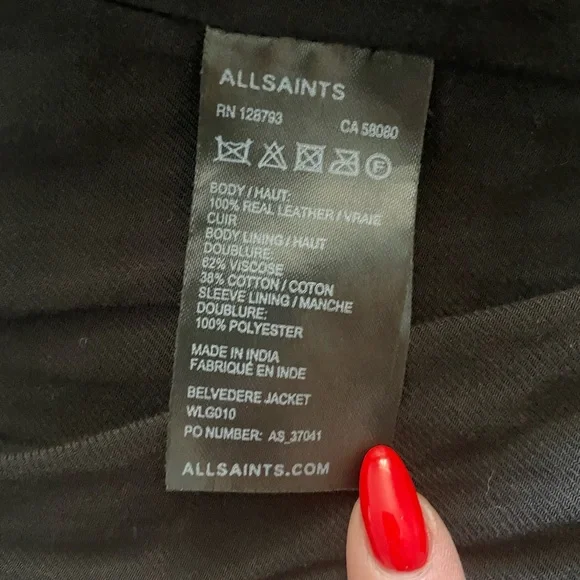 ALLSAINTS
RN 128793
CA 58080
F
BODY / HAUT:
100% REAL LEATHER / VRAIE
CUIR
BODY LINING / HAUT
DOUBLURE:
62% VISCOSE
38% COTTON / COTON
SLEEVE LINING / MANCHE
DOUBLURE:
100% POLYESTER
MADE IN INDIA
FABRIQUÉ EN INDE
BELVEDERE JACKET
WLG010
PO NUMBER: AS_37041
ALLSAINTS.COM